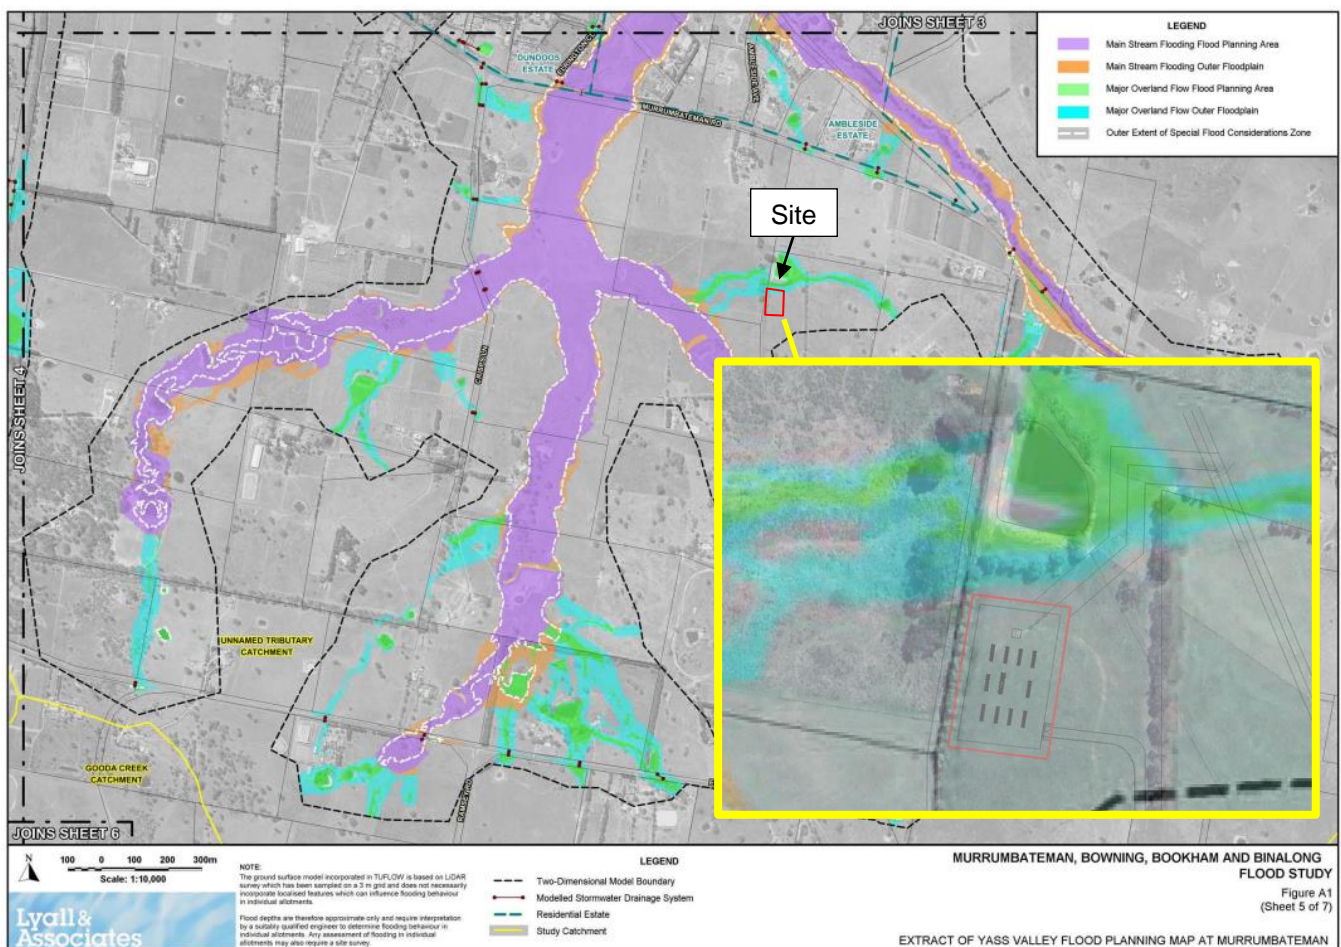 JOINS SHEET 3
LEGEND
Main Stream Flooding Flood Planning Area
Main Stream Flooding Outer Floodplain
Major Overland Flow Flood Planning Area
Major Overland Flow Outer Floodplain
Outer Extent of Special Flood Considerations Zone
DUNDOOS
ESTATE
AMBLESIDE AVE
MURRUMBATEMAN RD
AMBLESIDE
ESTATE
Site
JOINS SHEET 4
UNNAMED TRIBUTARY
CATCHMENT
GOODA CREEK
CATCHMENT
JOINS SHEET 6
N
100 0 100 200 300m
Scale: 1:10,000
Lyall &
Associates
NOTE:
The ground surface model incorporated in TUFLOW is based on LiDAR
survey which has been sampled on a 3 m grid and does not necessarily
incorporate localised features which can influence flooding behaviour
in individual allotments.
Flood depths are therefore approximate only and require interpretation
by a suitably qualified engineer to determine flooding behaviour in
individual allotments. Any assessment of flooding in individual
allotments may also require a site survey.
LEGEND
Two-Dimensional Model Boundary
Modelled Stormwater Drainage System
Residential Estate
Study Catchment
MURRUMBATEMAN, BOWNING, BOOKHAM AND BINALONG
FLOOD STUDY
Figure A1
(Sheet 5 of 7)
EXTRACT OF YASS VALLEY FLOOD PLANNING MAP AT MURRUMBATEMAN